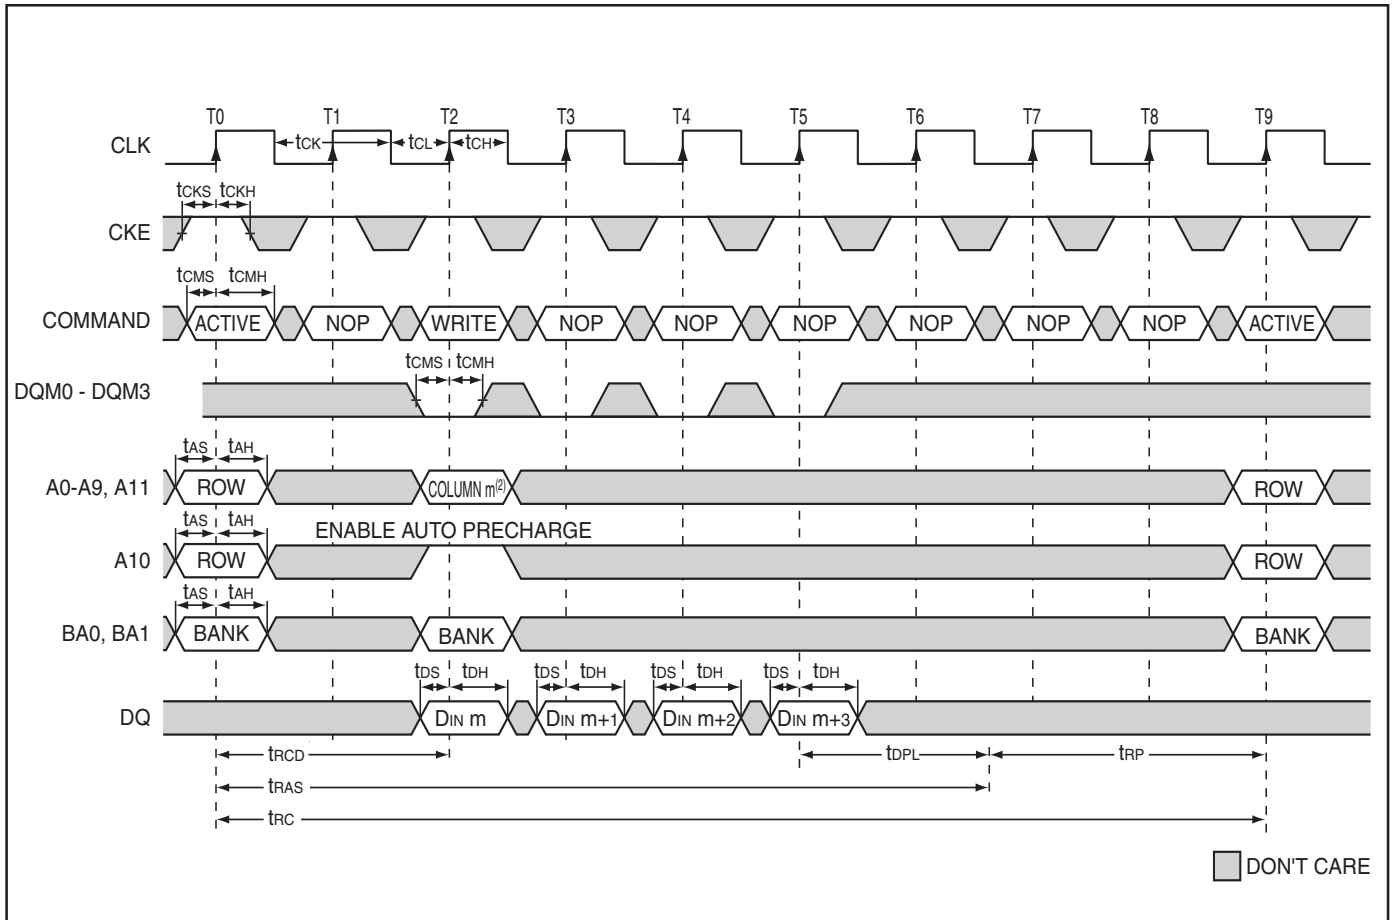 T0 T1 T2 T3 T4 T5 T6 T7 T8 T9
CLK tCK tCL tCH
tCKS tCKH
CKE
tCMS tCMH
COMMAND ACTIVE NOP WRITE NOP NOP NOP NOP NOP NOP ACTIVE
tCMS tCMH
DQM0 - DQM3
tAS tAH
A0-A9, A11 ROW COLUMN m(2) ROW
tAS tAH ENABLE AUTO PRECHARGE
A10 ROW ROW
tAS tAH
BA0, BA1 BANK BANK BANK
tDS tDH tDS tDH tDS tDH tDS tDH
DQ DIN m DIN m+1 DIN m+2 DIN m+3
tRCD tDPL tRP
tRAS
tRC
DON'T CARE